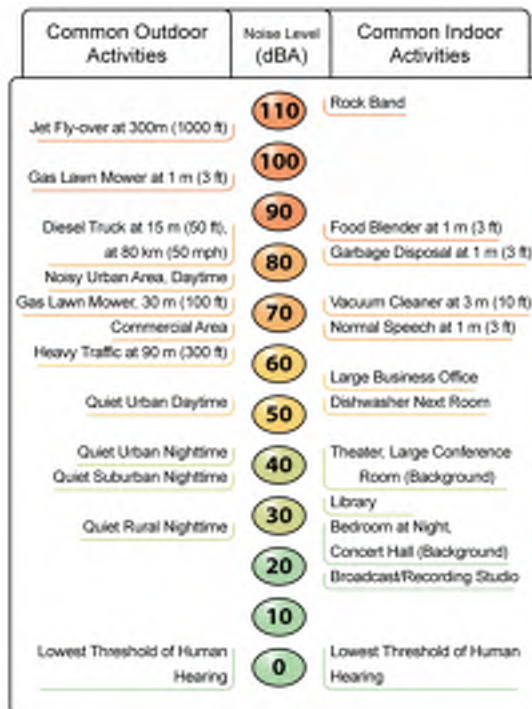 Common Outdoor
Activities
Noise Level
(dBA)
Common Indoor
Activities
110
Rock Band
Jet Fly-over at 300m (1000 ft)
100
Gas Lawn Mower at 1 m (3 ft)
90
Diesel Truck at 15 m (50 ft),
at 80 km (50 mph)
Food Blender at 1 m (3 ft)
80
Garbage Disposal at 1 m (3 ft)
Noisy Urban Area, Daytime
Gas Lawn Mower, 30 m (100 ft)
70
Vacuum Cleaner at 3 m (10 ft)
Commercial Area
Normal Speech at 1 m (3 ft)
Heavy Traffic at 90 m (300 ft)
60
Large Business Office
Quiet Urban Daytime
50
Dishwasher Next Room
Quiet Urban Nighttime
40
Theater, Large Conference
Room (Background)
Quiet Suburban Nighttime
30
Library
Quiet Rural Nighttime
Bedroom at Night,
Concert Hall (Background)
20
Broadcast/Recording Studio
10
Lowest Threshold of Human
Hearing
0
Lowest Threshold of Human
Hearing